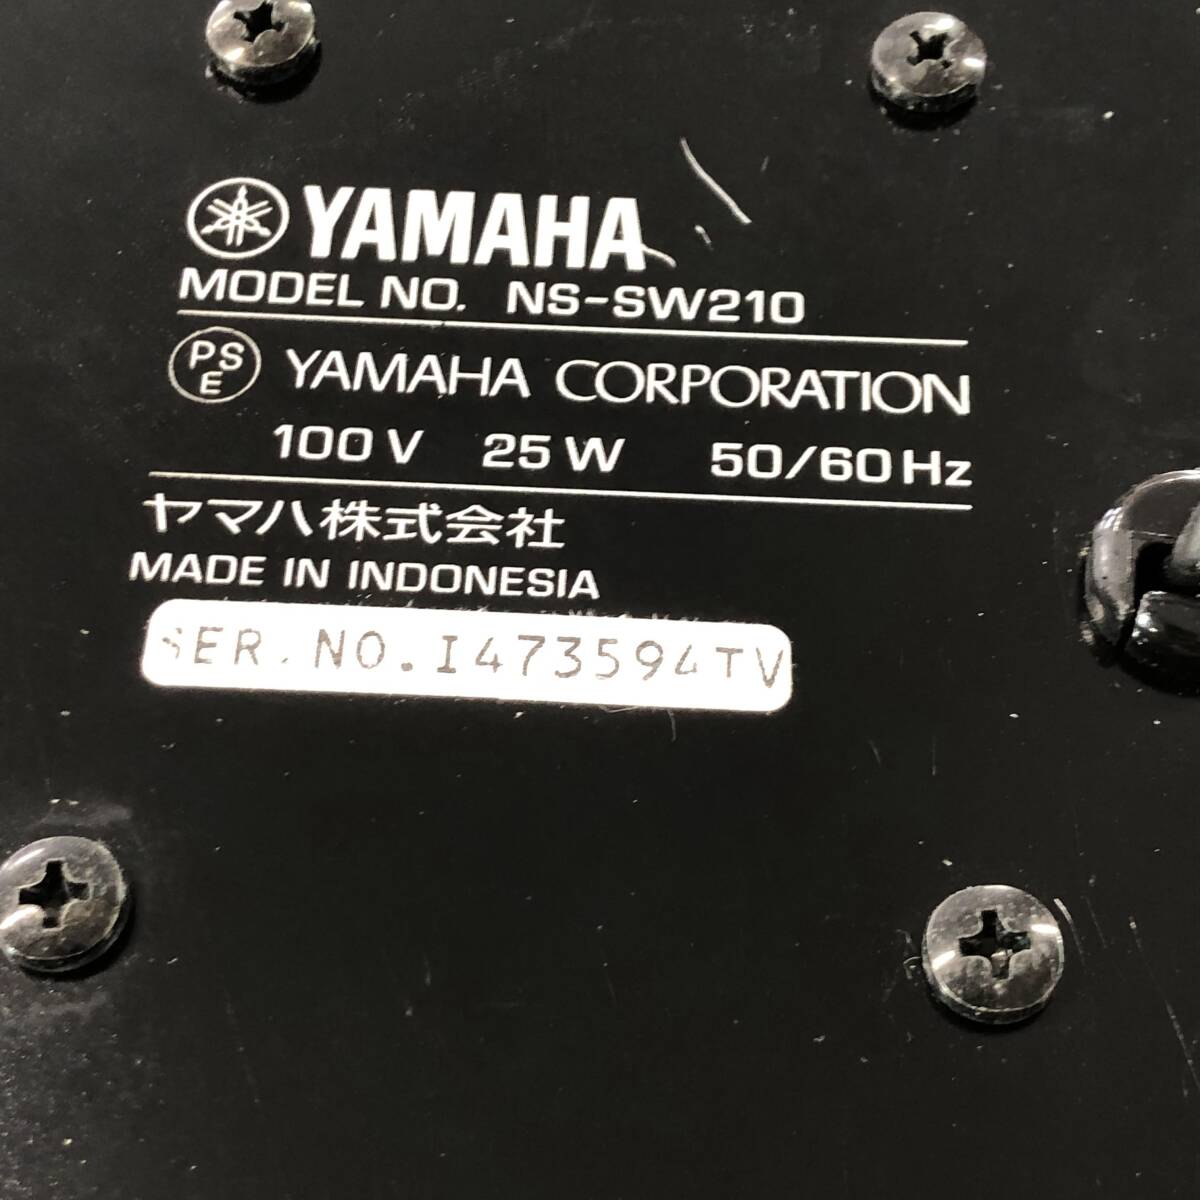 YAMAHA
MODEL NO. NS-SW210
PSE YAMAHA CORPORATION
100 V 25 W 50/60 Hz
ヤマハ株式会社
MADE IN INDONESIA
SER. NO. I473594TV